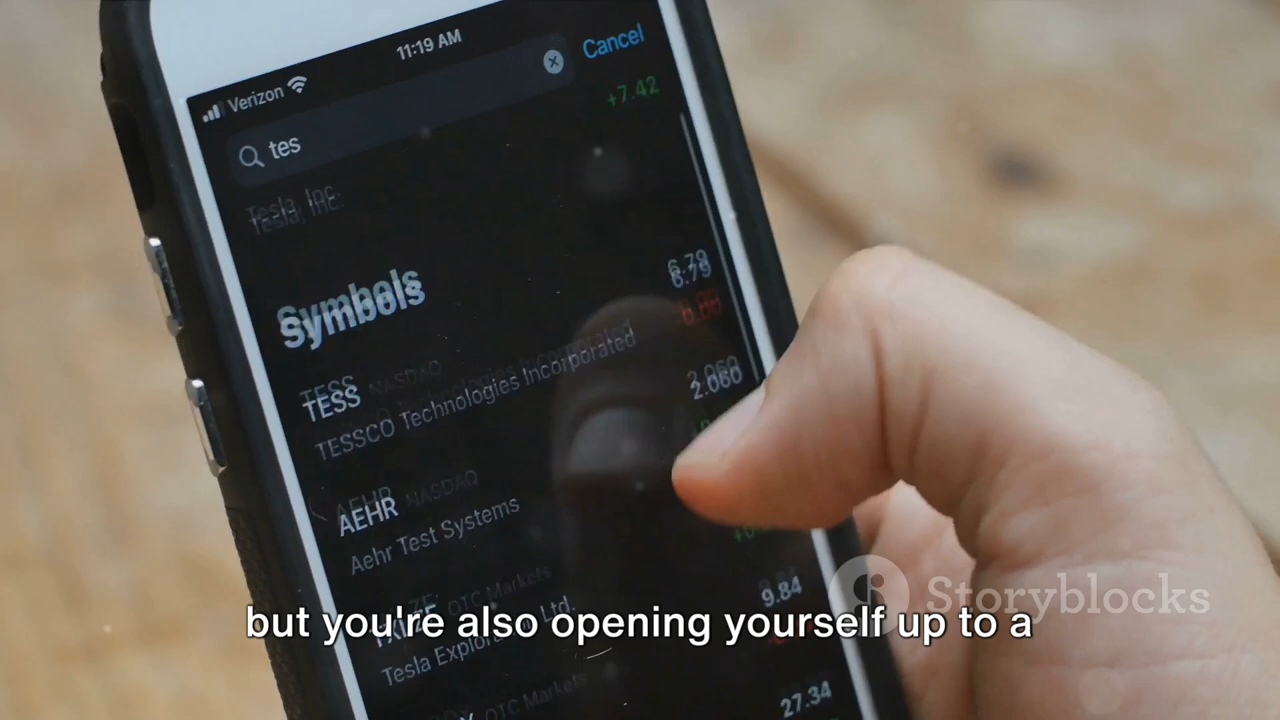 11:19 AM
Verizon
tes
Cancel
+7.42
Tesla, Inc.
Symbols
6.79
TESS NASDAQ
TESSCO Technologies Incorporated
2.060
AEHR NASDAQ
Aehr Test Systems
OTC Markets
9.84
Tesla Exploration Ltd.
OTC Markets
27.34
Storyblocks
but you're also opening yourself up to a